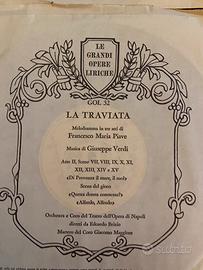 LE
GRANDI
OPERE
LIRICHE
GOL 32
LA TRAVIATA
Melodramma in tre atti di
Francesco Maria Piave
Musica di Giuseppe Verdi
Atto II, Scene VII, VIII, IX, X, XI,
XII, XIII, XIV e XV
«Di Provenza il mare, il suol»
Scena del gioco
«Questa donna conoscete?»
«Alfredo, Alfredo»
Orchestra e Coro del Teatro dell'Opera di Napoli
diretti da Edoardo Brizio
Maestro del Coro Giacomo Maggiore
subito